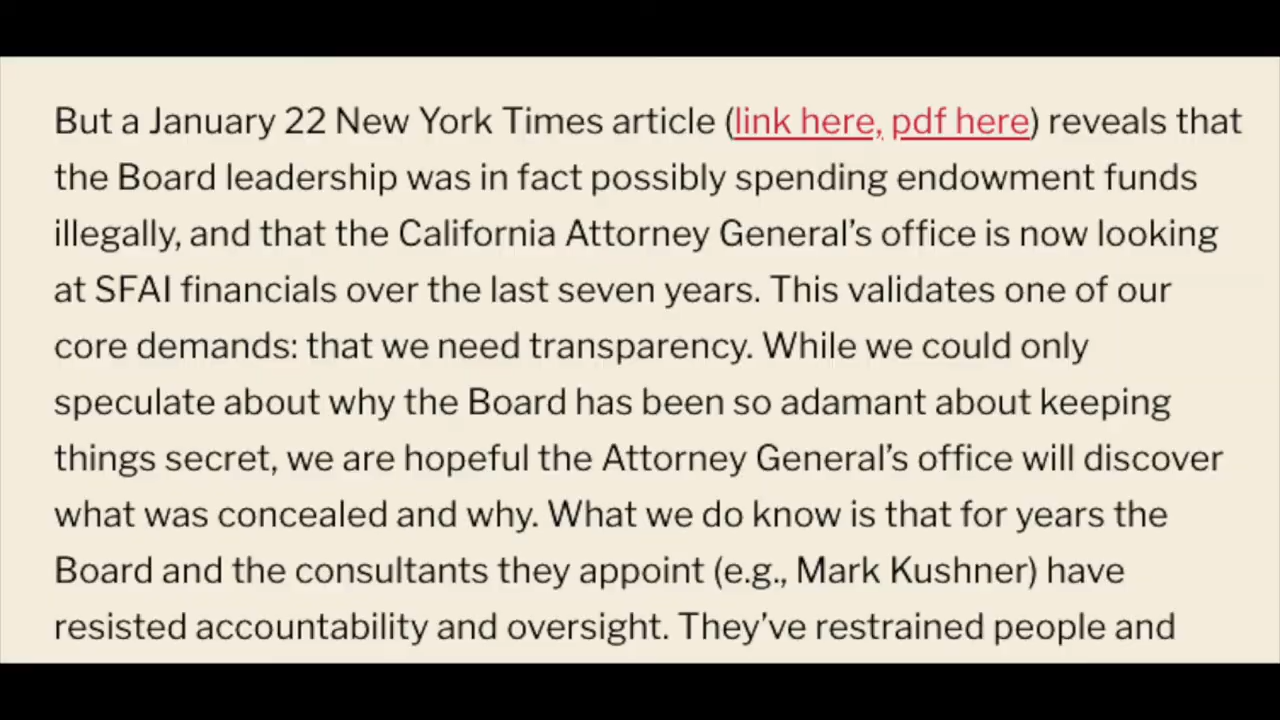 But a January 22 New York Times article (link here, pdf here) reveals that
the Board leadership was in fact possibly spending endowment funds
illegally, and that the California Attorney General’s office is now looking
at SFAI financials over the last seven years. This validates one of our
core demands: that we need transparency. While we could only
speculate about why the Board has been so adamant about keeping
things secret, we are hopeful the Attorney General’s office will discover
what was concealed and why. What we do know is that for years the
Board and the consultants they appoint (e.g., Mark Kushner) have
resisted accountability and oversight. They’ve restrained people and